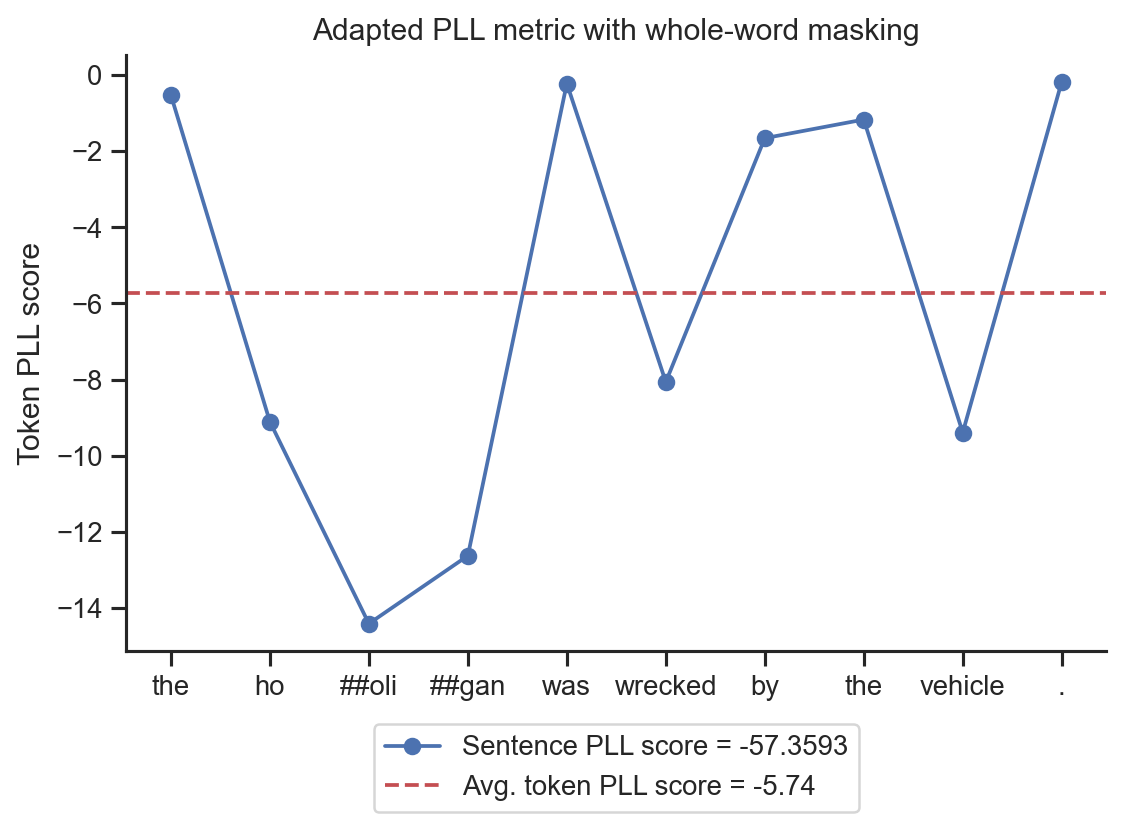 Adapted PLL metric with whole-word masking
Token PLL score
0
−2
−4
−6
−8
−10
−12
−14
the ho ##oli ##gan was wrecked by the vehicle .
Sentence PLL score = -57.3593
Avg. token PLL score = -5.74